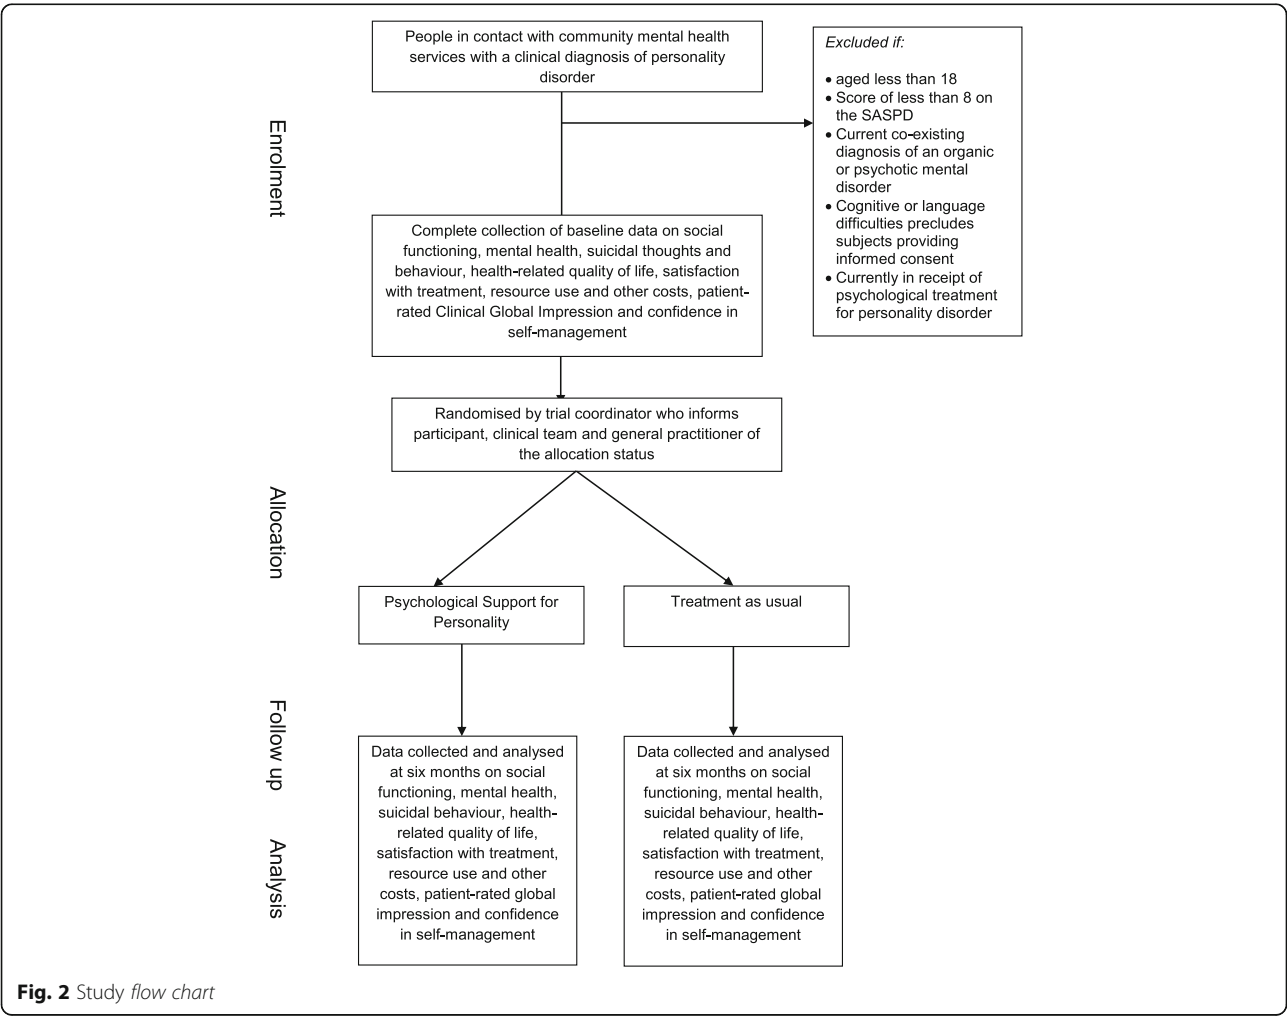 People in contact with community mental health
services with a clinical diagnosis of personality
disorder
Excluded if:
• aged less than 18
• Score of less than 8 on
the SASPD
• Current co-existing
diagnosis of an organic
or psychotic mental
disorder
• Cognitive or language
difficulties precludes
subjects providing
informed consent
• Currently in receipt of
psychological treatment
for personality disorder
Enrolment
Complete collection of baseline data on social
functioning, mental health, suicidal thoughts and
behaviour, health-related quality of life, satisfaction
with treatment, resource use and other costs, patient-
rated Clinical Global Impression and confidence in
self-management
Randomised by trial coordinator who informs
participant, clinical team and general practitioner of
the allocation status
Allocation
Psychological Support for
Personality
Treatment as usual
Follow up
Analysis
Data collected and analysed
at six months on social
functioning, mental health,
suicidal behaviour, health-
related quality of life,
satisfaction with treatment,
resource use and other
costs, patient-rated global
impression and confidence
in self-management
Data collected and analysed
at six months on social
functioning, mental health,
suicidal behaviour, health-
related quality of life,
satisfaction with treatment,
resource use and other
costs, patient-rated global
impression and confidence
in self-management
Fig. 2 Study flow chart